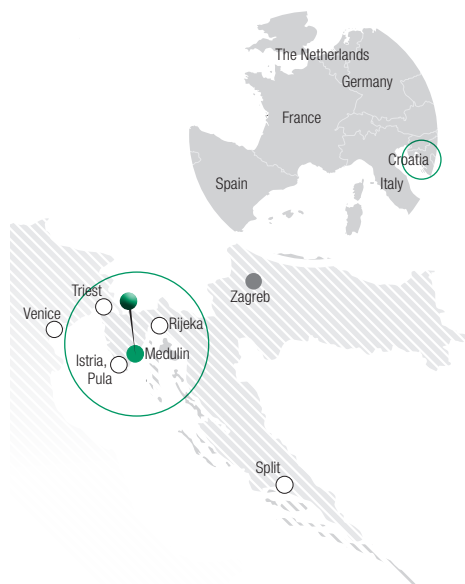 The Netherlands
Germany
France
Croatia
Spain
Italy
Triest
Zagreb
Venice
Rijeka
Medulin
Istria,
Pula
Split